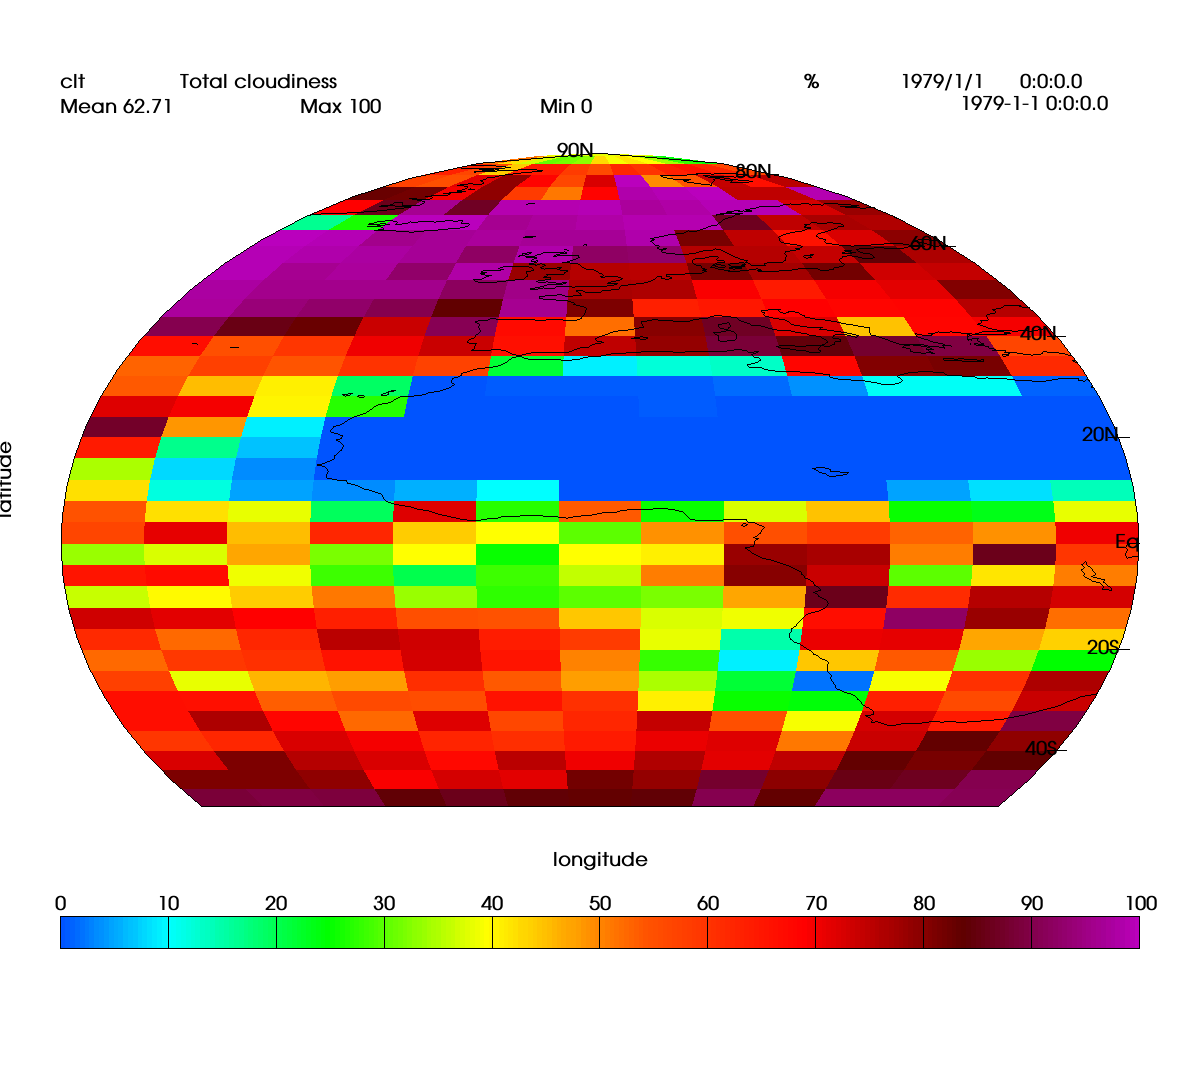 clt Total cloudiness % 1979/1/1 0:0:0.0
Mean 62.71 Max 100 Min 0 1979-1-1 0:0:0.0
90N
80N
60N
40N
20N
latitude
Eq
20S
40S
longitude
0 10 20 30 40 50 60 70 80 90 100